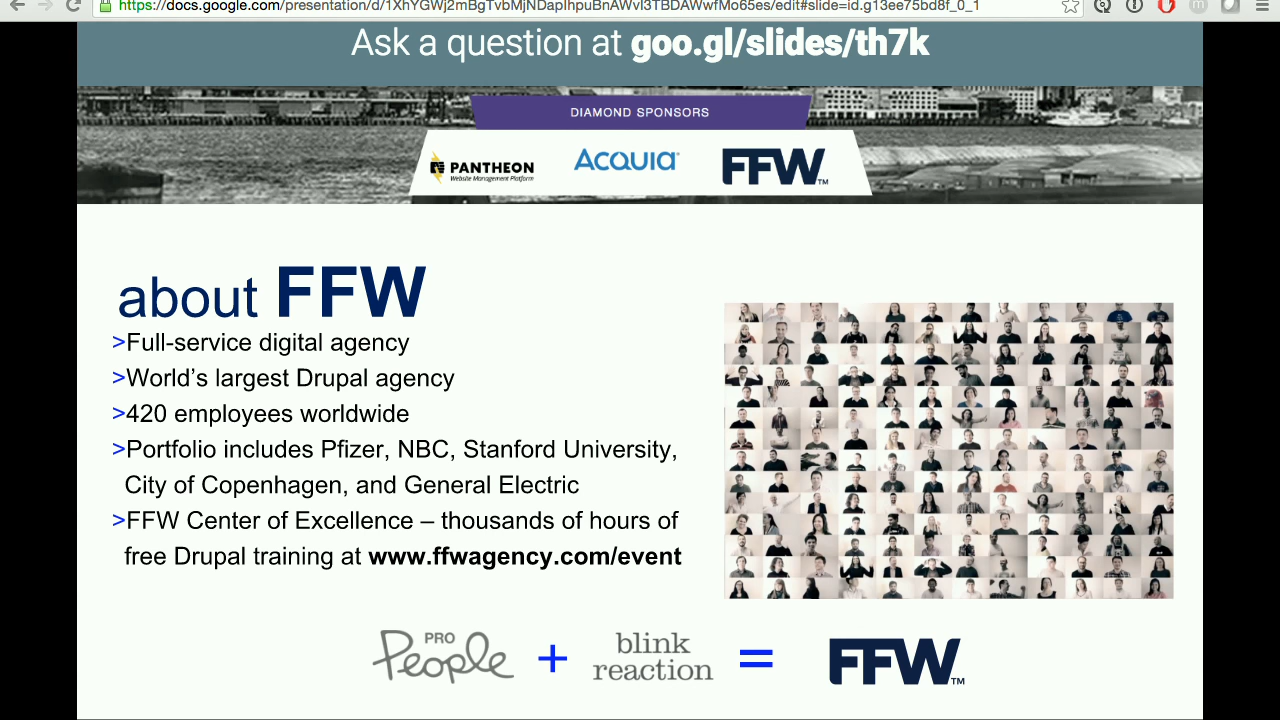 https://docs.google.com/presentation/d/1XhYGWj2mBgTvbMjNDapIhpuBnAWvl3TBDAWwfMo65es/edit#slide=id.g13ee75bd8f_0_1
Ask a question at goo.gl/slides/th7k
DIAMOND SPONSORS
PANTHEON
Website Management Platform
ACQUIA
FFW TM
about FFW
>Full-service digital agency
>World's largest Drupal agency
>420 employees worldwide
>Portfolio includes Pfizer, NBC, Stanford University,
City of Copenhagen, and General Electric
>FFW Center of Excellence – thousands of hours of
free Drupal training at www.ffwagency.com/event
PRO
People + blink
reaction = FFW TM